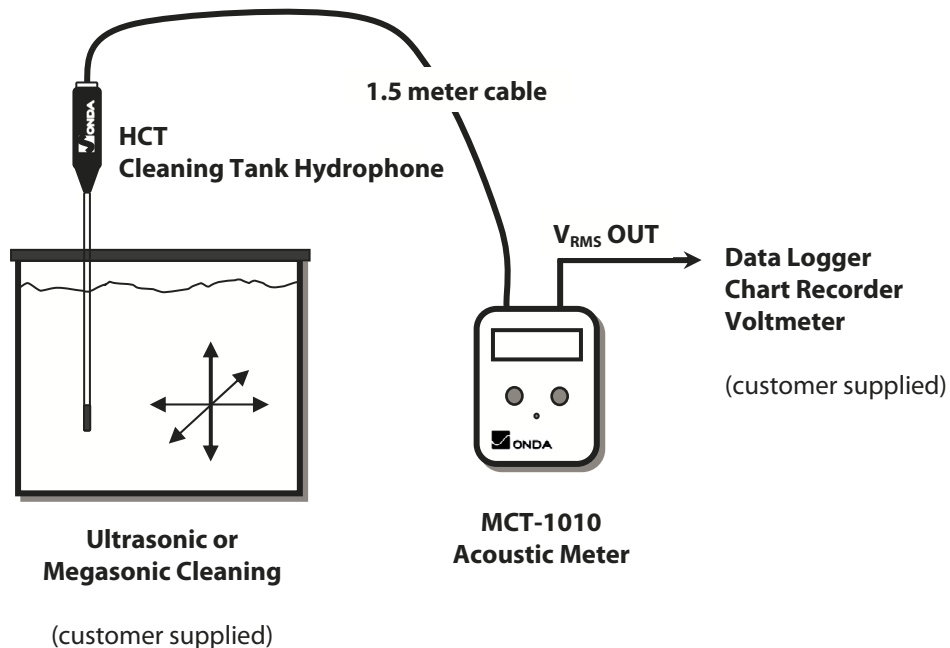 1.5 meter cable
ONDA
HCT
Cleaning Tank Hydrophone
VRMS OUT
Data Logger
Chart Recorder
Voltmeter
(customer supplied)
ONDA
MCT-1010
Acoustic Meter
Ultrasonic or
Megasonic Cleaning
(customer supplied)